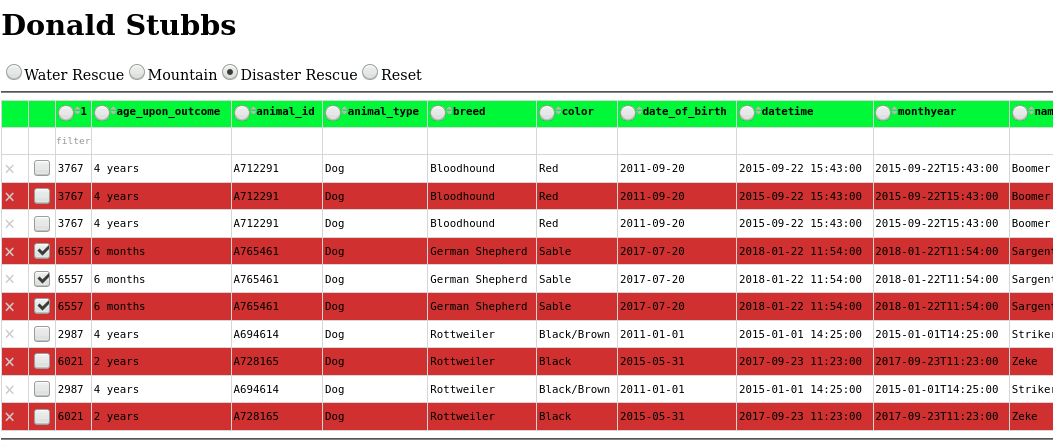 Donald Stubbs
Water Rescue Mountain Disaster Rescue Reset
1 age_upon_outcome animal_id animal_type breed color date_of_birth datetime monthyear nam
filter
3767 4 years A712291 Dog Bloodhound Red 2011-09-20 2015-09-22 15:43:00 2015-09-22T15:43:00 Boomer
3767 4 years A712291 Dog Bloodhound Red 2011-09-20 2015-09-22 15:43:00 2015-09-22T15:43:00 Boomer
3767 4 years A712291 Dog Bloodhound Red 2011-09-20 2015-09-22 15:43:00 2015-09-22T15:43:00 Boomer
6557 6 months A765461 Dog German Shepherd Sable 2017-07-20 2018-01-22 11:54:00 2018-01-22T11:54:00 Sargent
6557 6 months A765461 Dog German Shepherd Sable 2017-07-20 2018-01-22 11:54:00 2018-01-22T11:54:00 Sargent
6557 6 months A765461 Dog German Shepherd Sable 2017-07-20 2018-01-22 11:54:00 2018-01-22T11:54:00 Sargent
2987 4 years A694614 Dog Rottweiler Black/Brown 2011-01-01 2015-01-01 14:25:00 2015-01-01T14:25:00 Striker
6021 2 years A728165 Dog Rottweiler Black 2015-05-31 2017-09-23 11:23:00 2017-09-23T11:23:00 Zeke
2987 4 years A694614 Dog Rottweiler Black/Brown 2011-01-01 2015-01-01 14:25:00 2015-01-01T14:25:00 Striker
6021 2 years A728165 Dog Rottweiler Black 2015-05-31 2017-09-23 11:23:00 2017-09-23T11:23:00 Zeke